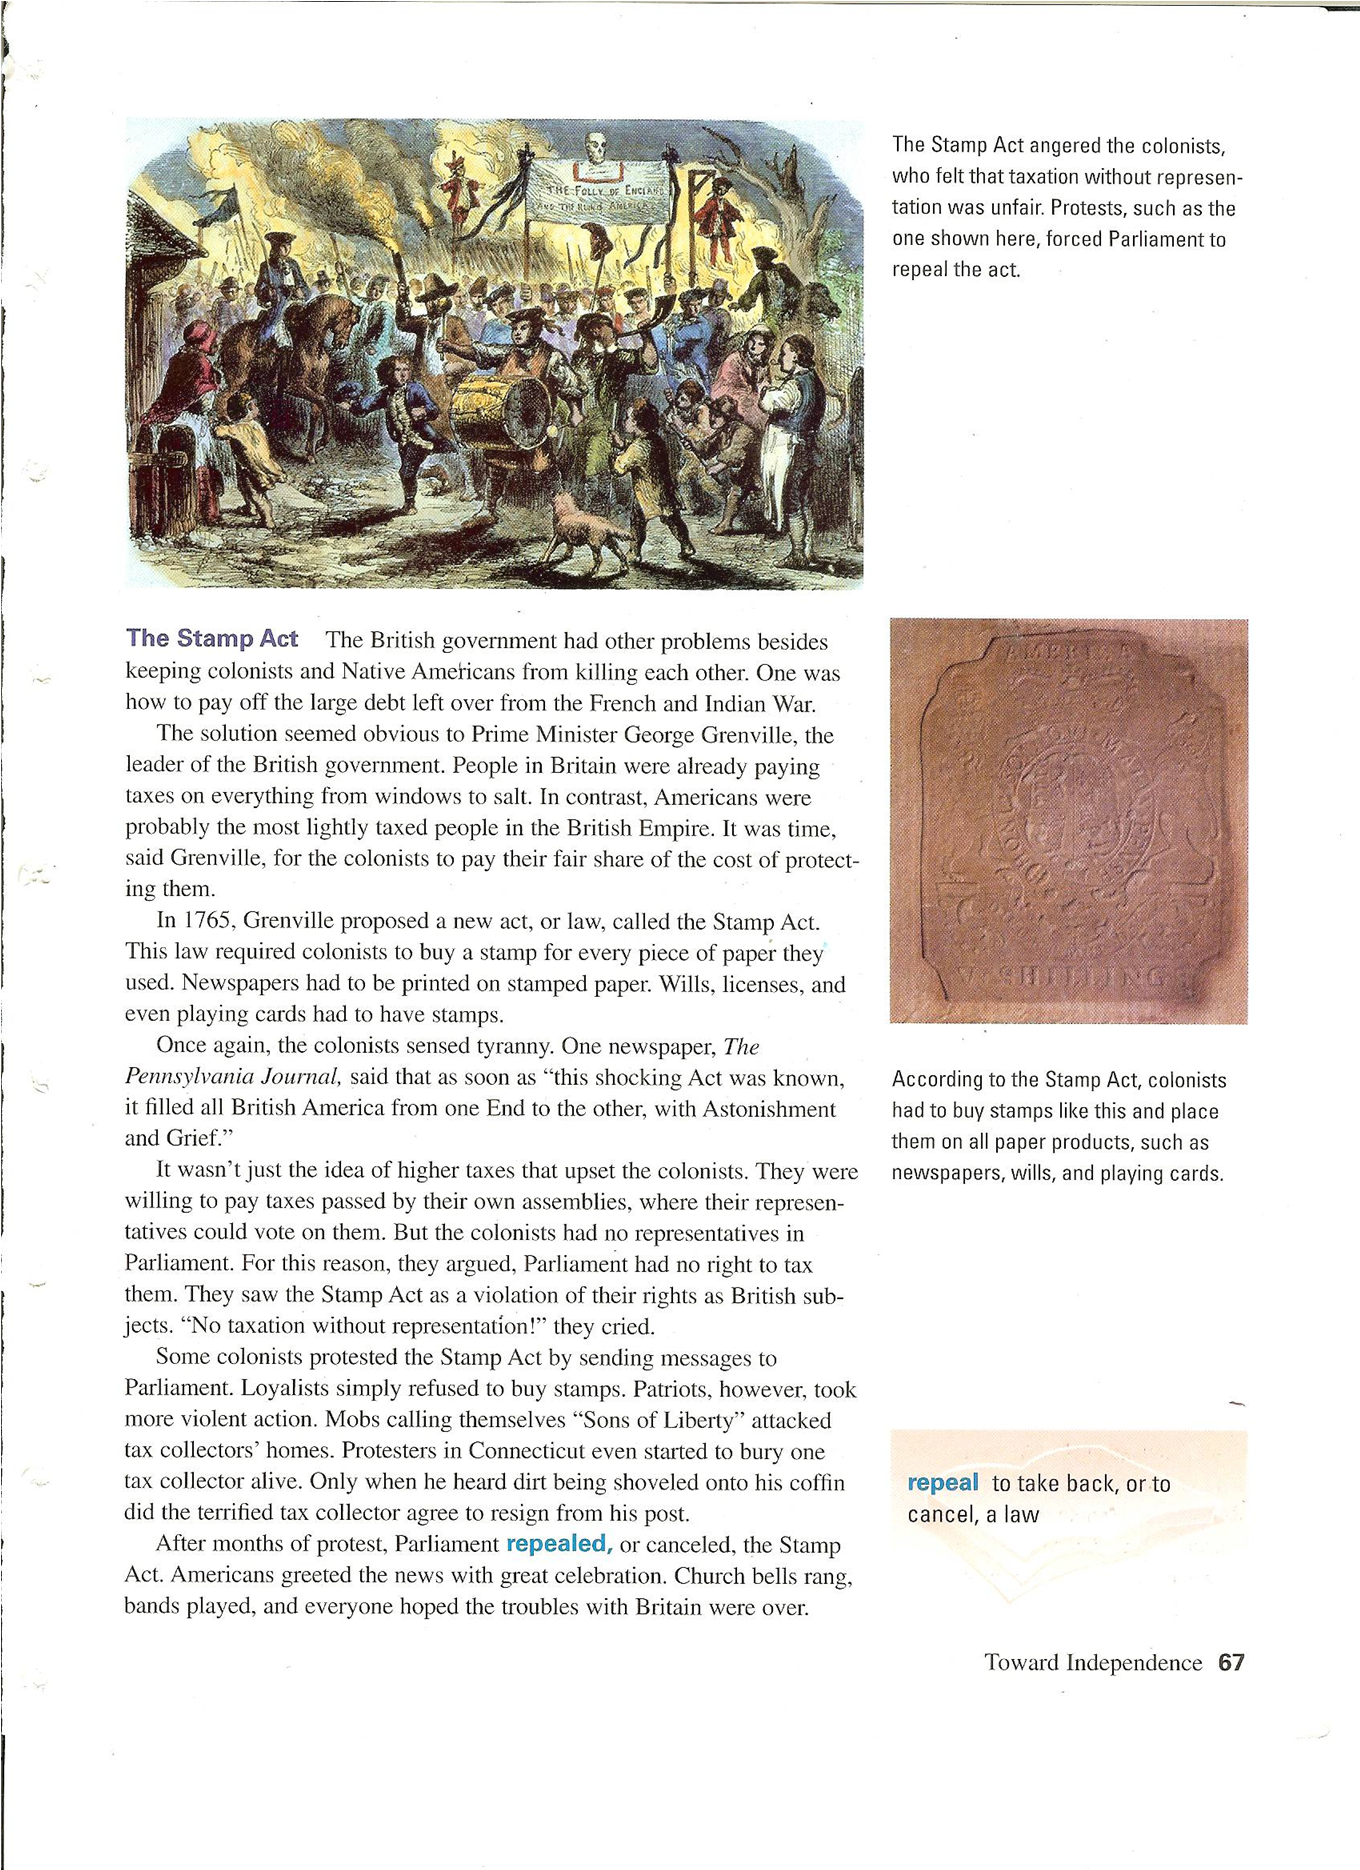 THE FOLLY OF ENGLAND
AND THE RUIN OF AMERICA
The Stamp Act angered the colonists,
who felt that taxation without represen-
tation was unfair. Protests, such as the
one shown here, forced Parliament to
repeal the act.
The Stamp Act The British government had other problems besides
keeping colonists and Native Americans from killing each other. One was
how to pay off the large debt left over from the French and Indian War.
The solution seemed obvious to Prime Minister George Grenville, the
leader of the British government. People in Britain were already paying
taxes on everything from windows to salt. In contrast, Americans were
probably the most lightly taxed people in the British Empire. It was time,
said Grenville, for the colonists to pay their fair share of the cost of protect-
ing them.
In 1765, Grenville proposed a new act, or law, called the Stamp Act.
This law required colonists to buy a stamp for every piece of paper they
used. Newspapers had to be printed on stamped paper. Wills, licenses, and
even playing cards had to have stamps.
Once again, the colonists sensed tyranny. One newspaper, The
Pennsylvania Journal, said that as soon as “this shocking Act was known,
it filled all British America from one End to the other, with Astonishment
and Grief.”
It wasn’t just the idea of higher taxes that upset the colonists. They were
willing to pay taxes passed by their own assemblies, where their represen-
tatives could vote on them. But the colonists had no representatives in
Parliament. For this reason, they argued, Parliament had no right to tax
them. They saw the Stamp Act as a violation of their rights as British sub-
jects. “No taxation without representation!” they cried.
Some colonists protested the Stamp Act by sending messages to
Parliament. Loyalists simply refused to buy stamps. Patriots, however, took
more violent action. Mobs calling themselves “Sons of Liberty” attacked
tax collectors’ homes. Protesters in Connecticut even started to bury one
tax collector alive. Only when he heard dirt being shoveled onto his coffin
did the terrified tax collector agree to resign from his post.
After months of protest, Parliament repealed, or canceled, the Stamp
Act. Americans greeted the news with great celebration. Church bells rang,
bands played, and everyone hoped the troubles with Britain were over.
AMERICA
V SHILLING
According to the Stamp Act, colonists
had to buy stamps like this and place
them on all paper products, such as
newspapers, wills, and playing cards.
repeal to take back, or to
cancel, a law
Toward Independence 67